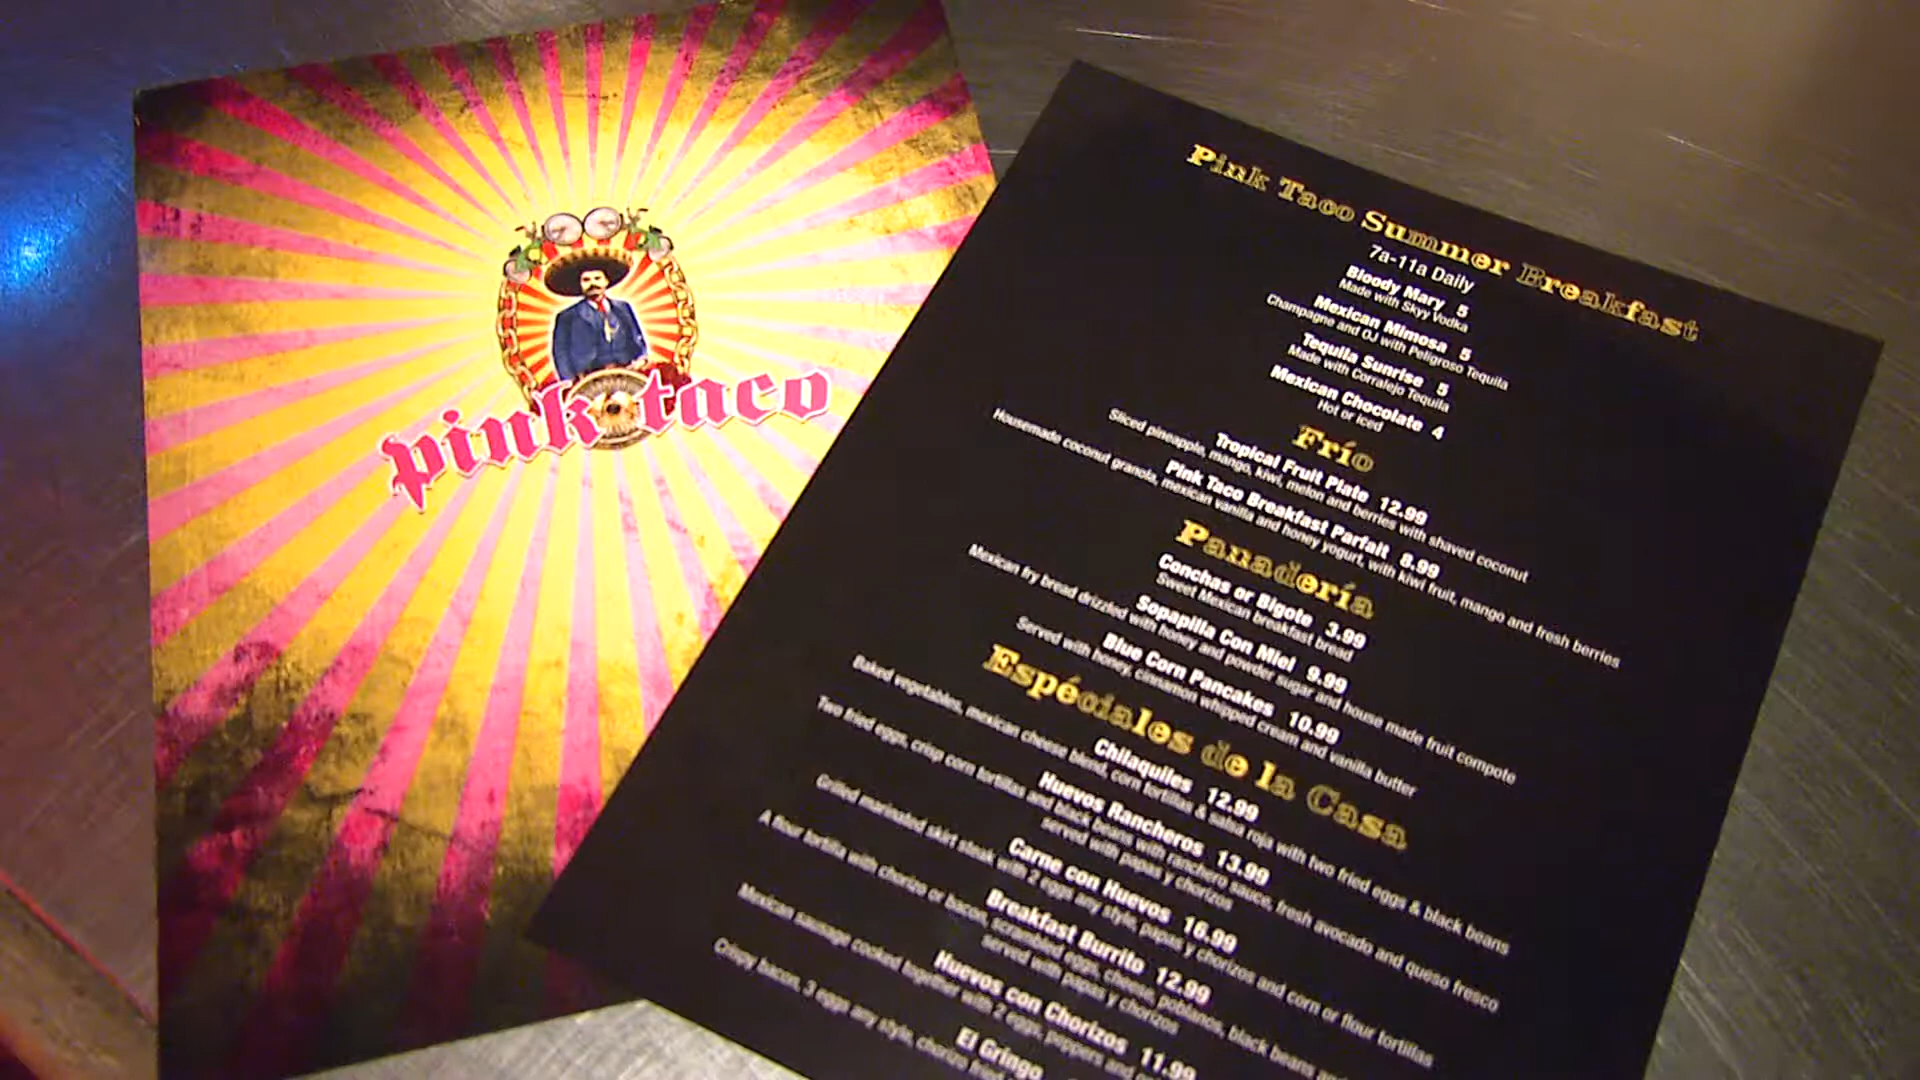 pink taco
Pink Taco Summer Breakfast
7a-11a Daily
Bloody Mary 5
Made with Skyy Vodka
Mexican Mimosa 5
Champagne and OJ with Peligroso Tequila
Tequila Sunrise 5
Made with Corralejo Tequila
Mexican Chocolate 4
Hot or Iced
Frío
Tropical Fruit Plate 12.99
Sliced pineapple, mango, kiwi, melon and berries with shaved coconut
Pink Taco Breakfast Parfait 8.99
Housemade coconut granola, mexican vanilla and honey yogurt, with kiwi fruit, mango and fresh berries
Panadería
Conchas or Bigote 3.99
Sweet Mexican breakfast bread
Sopapilla Con Miel 9.99
Mexican fry bread drizzled with honey and powder sugar and house made fruit compote
Blue Corn Pancakes 10.99
Served with honey, cinnamon whipped cream and vanilla butter
Espéciales de la Casa
Chilaquiles 12.99
Baked vegetables, mexican cheese blend, corn tortillas & salsa roja with two fried eggs & black beans
Huevos Rancheros 13.99
Two fried eggs, crisp corn tortillas and black beans with ranchero sauce, fresh avocado and queso fresco
served with papas y chorizos
Carne con Huevos 16.99
Grilled marinated skirt steak with 2 eggs any style, papas y chorizos and corn or flour tortillas
Breakfast Burrito 12.99
A flour tortilla with chorizo or bacon, scrambled eggs, cheese, poblanos, black beans and
served with papas y chorizos
Huevos con Chorizos 11.99
Mexican sausage cooked together with 2 eggs, peppers and
El Gringo
Crispy bacon, 3 eggs any style, chorizo fried